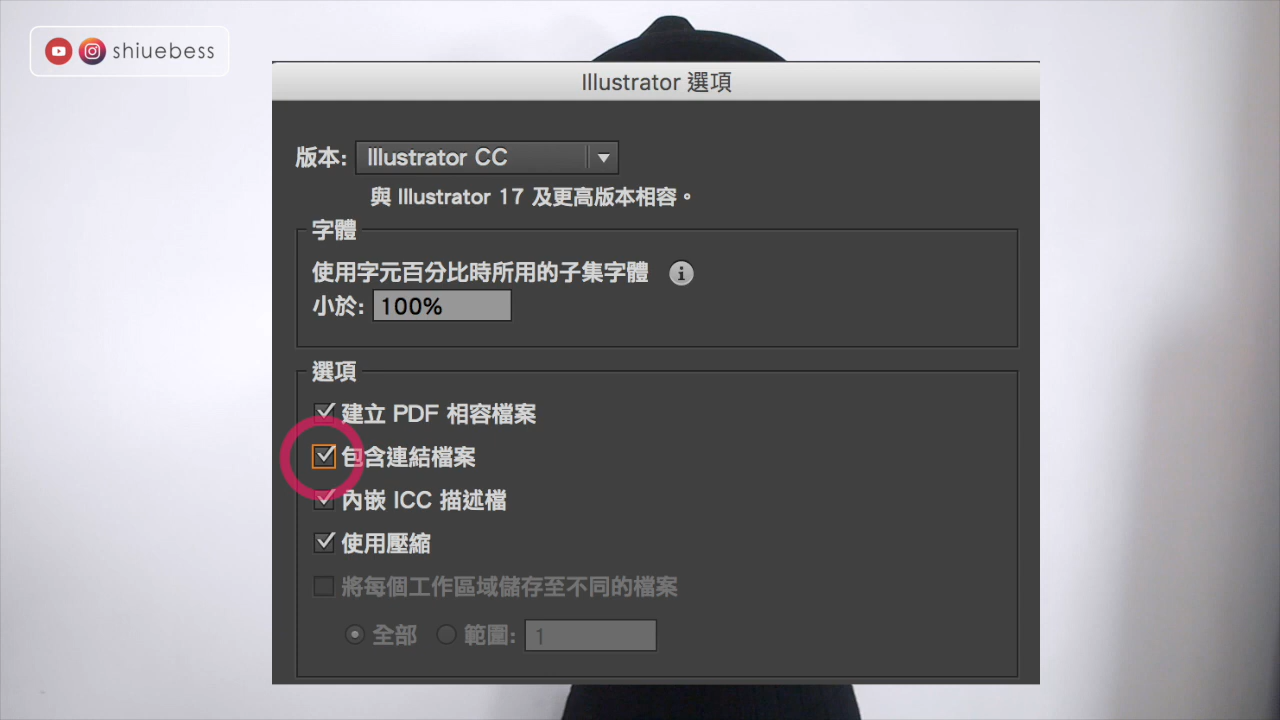 shiuebess
Illustrator 選項
版本: Illustrator CC
與 Illustrator 17 及更高版本相容。
字體
使用字元百分比時所用的子集字體
小於: 100%
選項
建立 PDF 相容檔案
包含連結檔案
內嵌 ICC 描述檔
使用壓縮
將每個工作區域儲存至不同的檔案
全部 範圍: 1